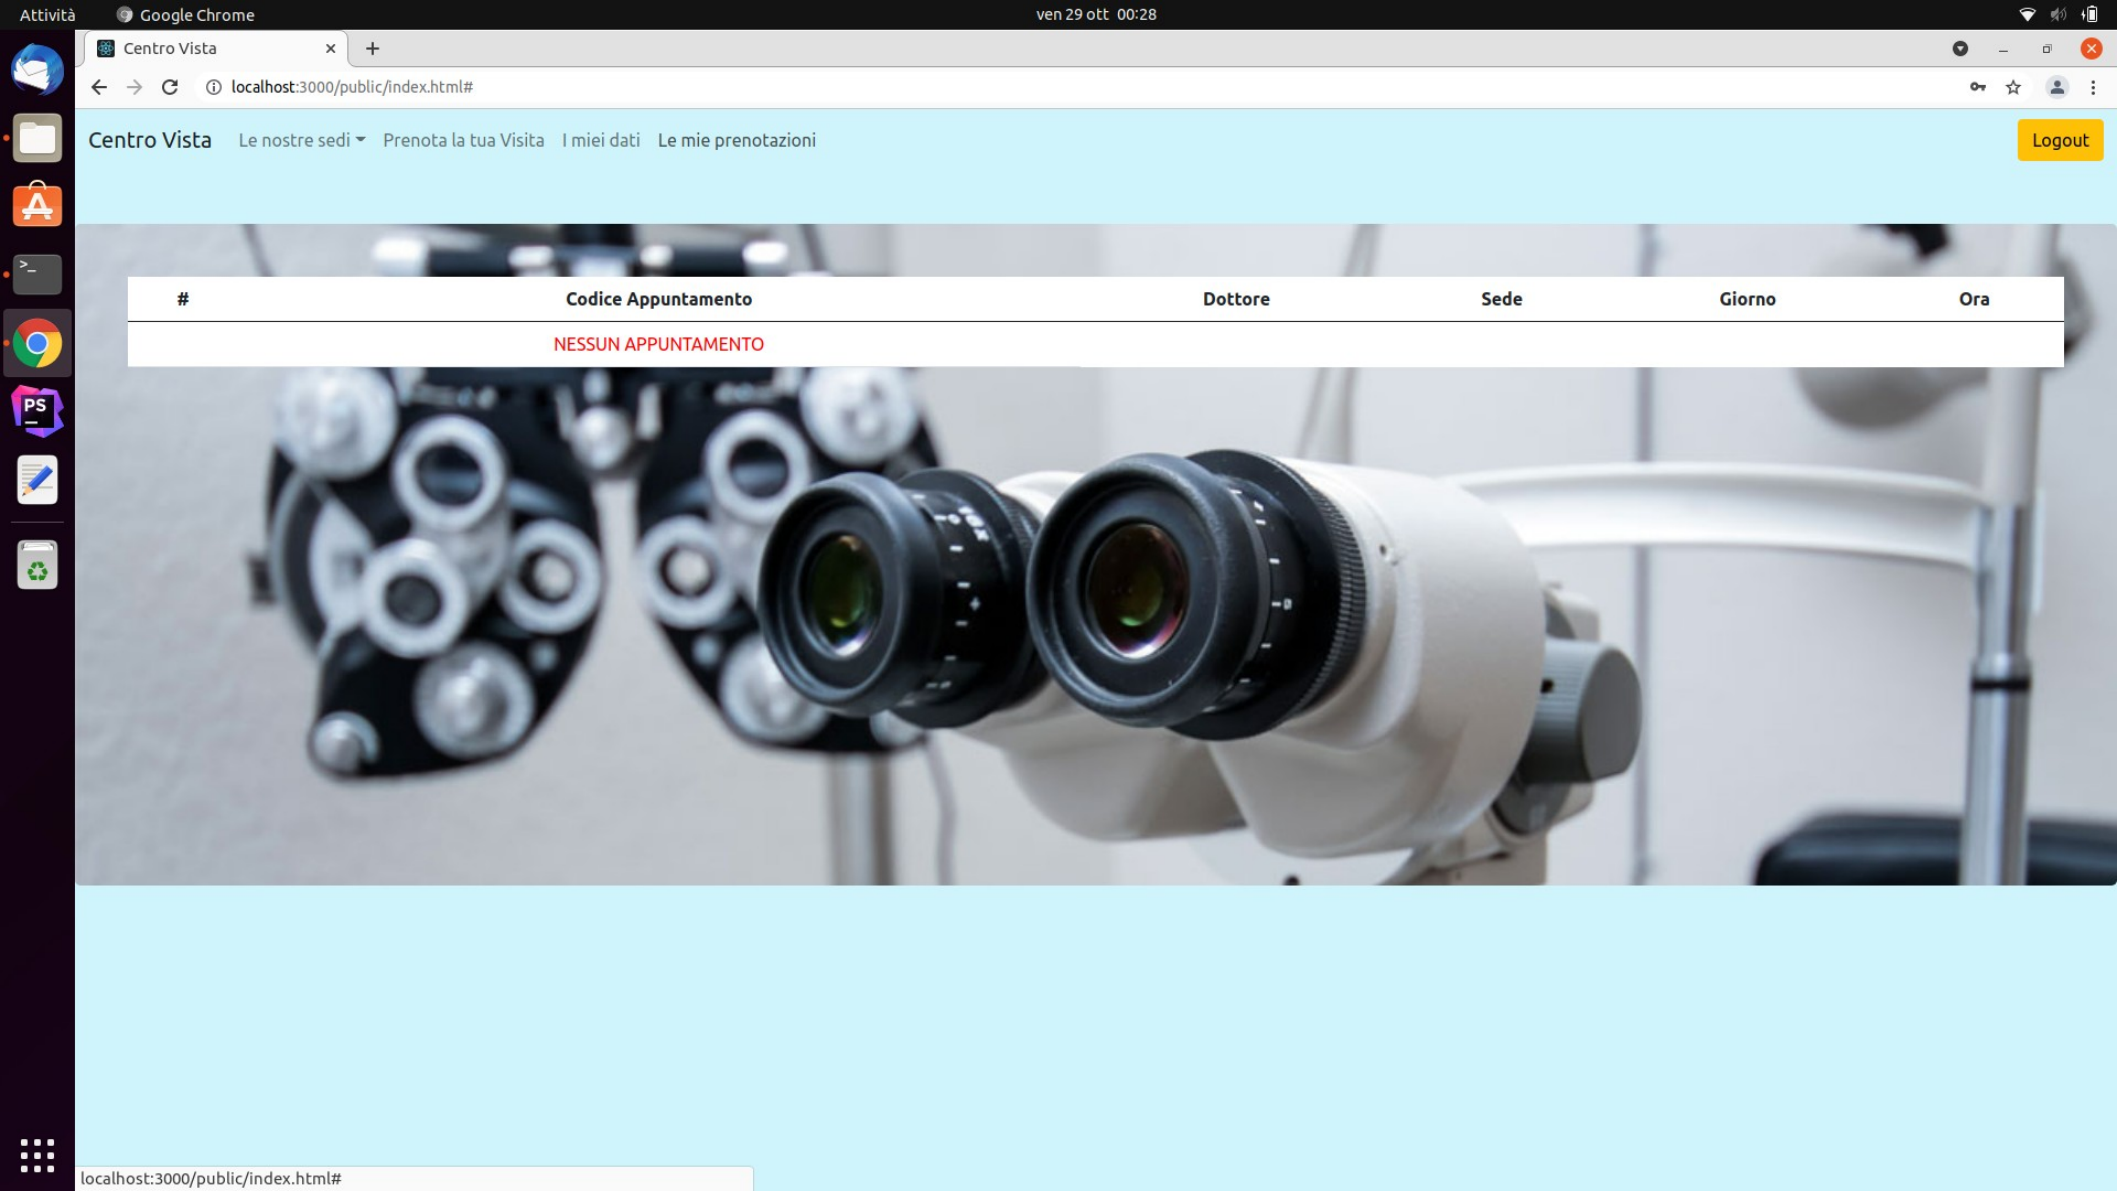 Attività Google Chrome ven 29 ott 00:28
Centro Vista
localhost:3000/public/index.html#
Centro Vista Le nostre sedi Prenota la tua Visita I miei dati Le mie prenotazioni Logout
# Codice Appuntamento Dottore Sede Giorno Ora
NESSUN APPUNTAMENTO
>_
PS
localhost:3000/public/index.html#